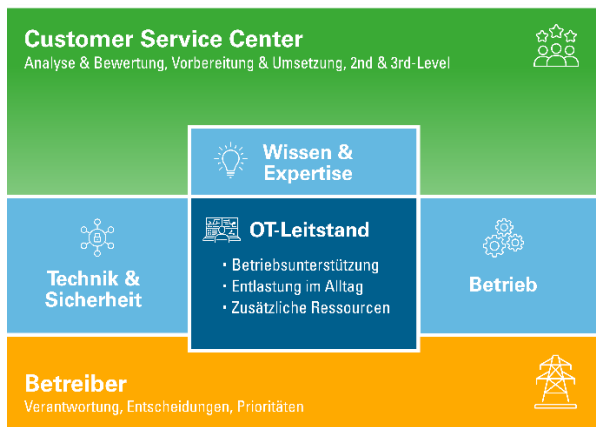 Customer Service Center
Analyse & Bewertung, Vorbereitung & Umsetzung, 2nd & 3rd-Level
Wissen &
Expertise
Technik &
Sicherheit
OT-Leitstand
· Betriebsunterstützung
· Entlastung im Alltag
· Zusätzliche Ressourcen
Betrieb
Betreiber
Verantwortung, Entscheidungen, Prioritäten